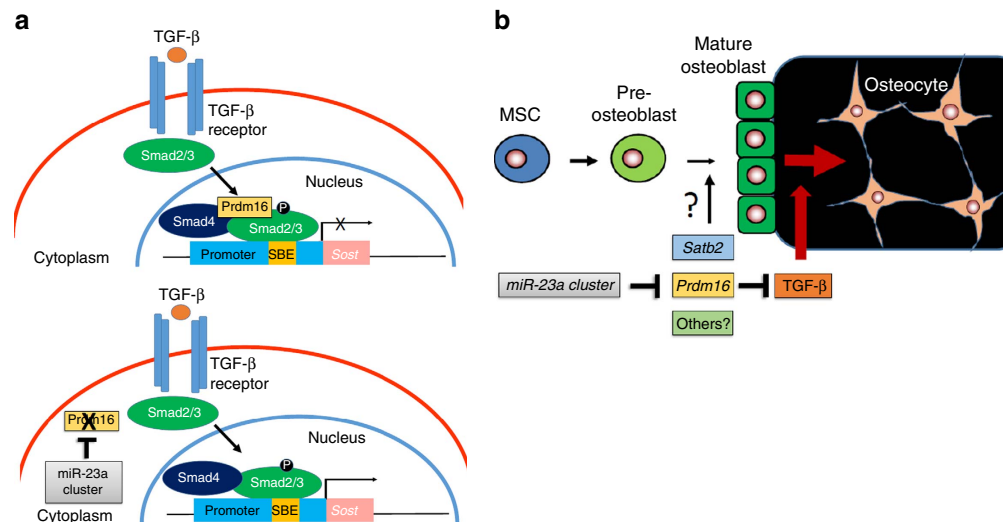 a
TGF-β
TGF-β
receptor
Smad2/3
Nucleus
Prdm16
P
Smad4
Smad2/3
X
Cytoplasm
Promoter
SBE
Sost
TGF-β
TGF-β
receptor
Prdm16
X
Smad2/3
Nucleus
miR-23a
cluster
P
Smad4
Smad2/3
Cytoplasm
Promoter
SBE
Sost
b
Mature
osteoblast
Osteocyte
Pre-
osteoblast
MSC
?
Satb2
miR-23a cluster
Prdm16
TGF-β
Others?